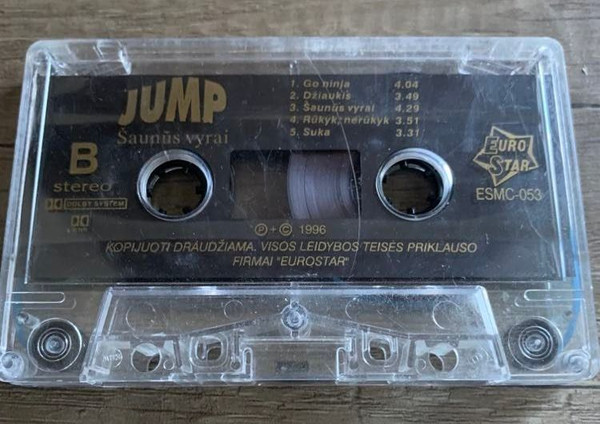 JUMP
Šaunūs vyrai
B
stereo
DOLBY SYSTEM
1. Go ninja 4.04
2. Džiaukis 3.49
3. Šaunūs vyrai 4.29
4. Rūkyk, nerūkyk 3.51
5. Suka 3.31
EURO
STAR
ESMC-053
P + C 1996
KOPIJUOTI DRAUDŽIAMA. VISOS LEIDYBOS TEISĖS PRIKLAUSO
FIRMAI "EUROSTAR"